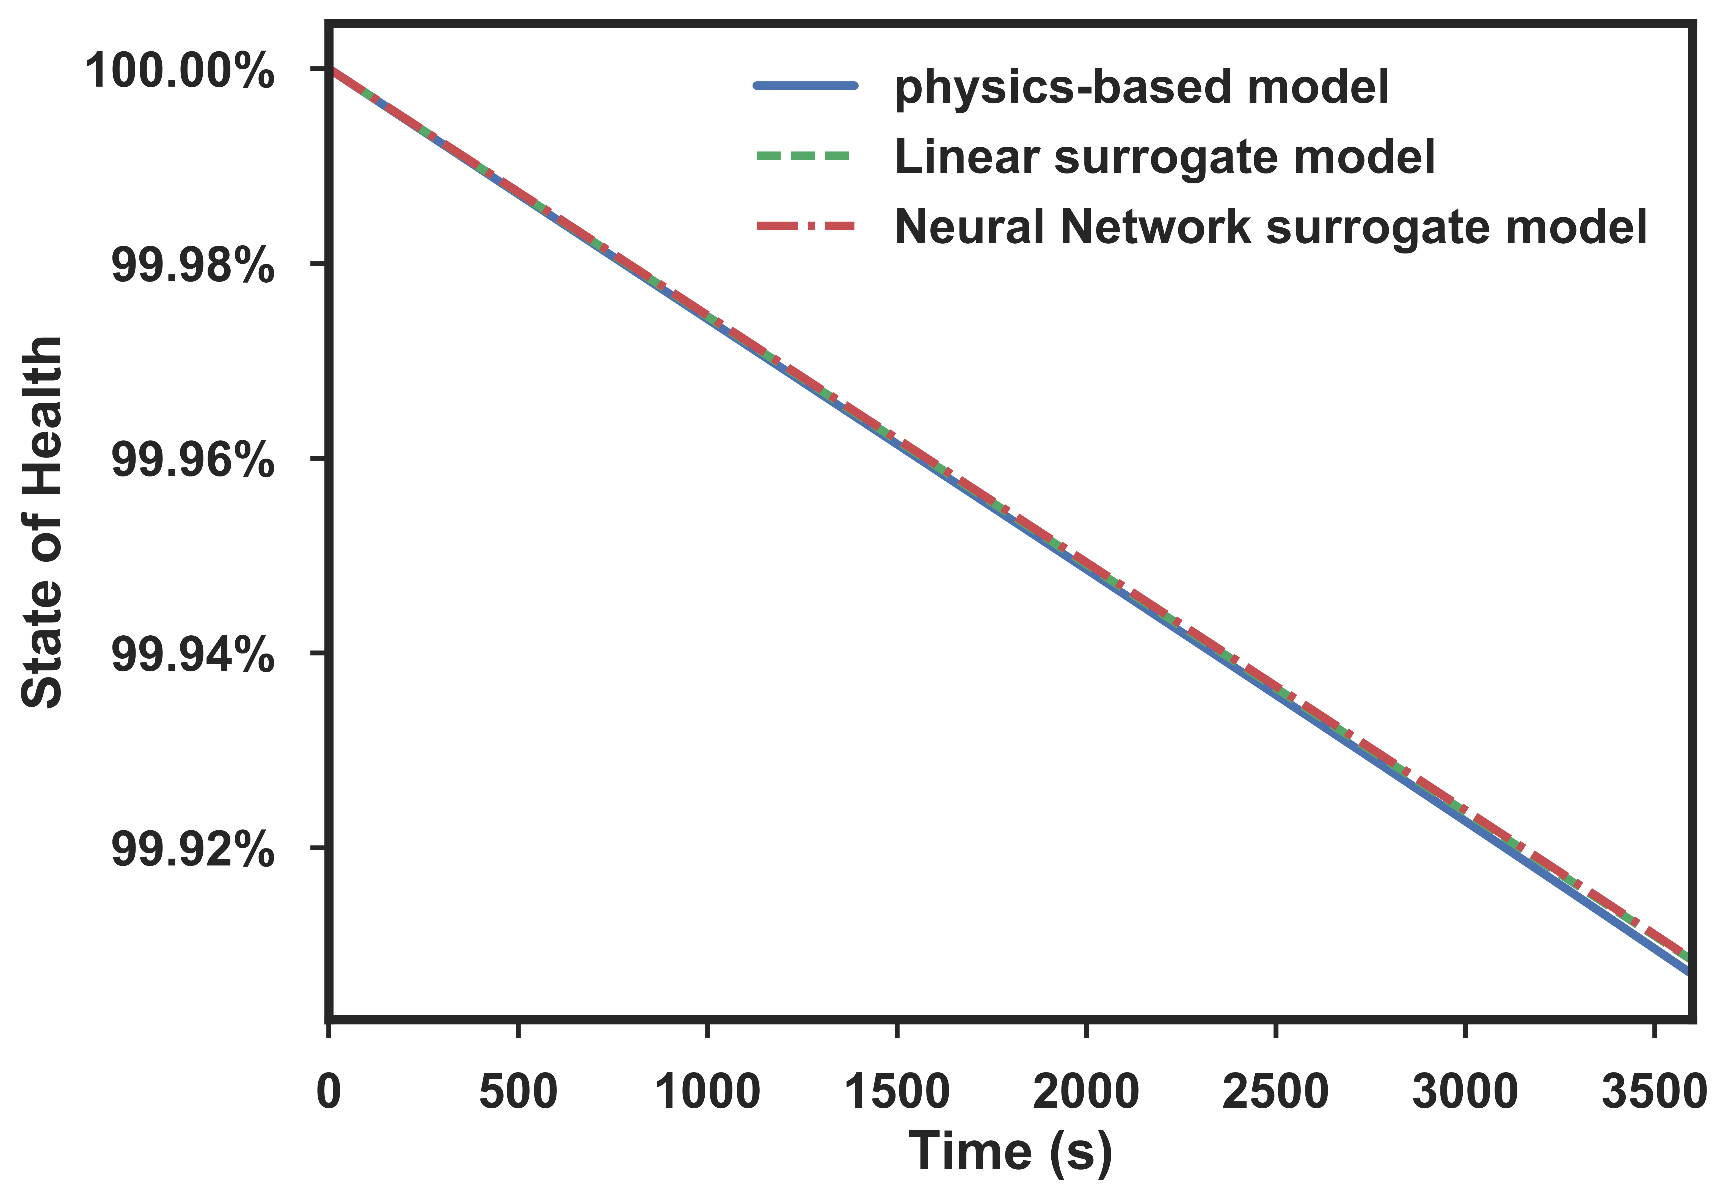 100.00%
99.98%
99.96%
99.94%
99.92%
State of Health
physics-based model
Linear surrogate model
Neural Network surrogate model
0 500 1000 1500 2000 2500 3000 3500
Time (s)